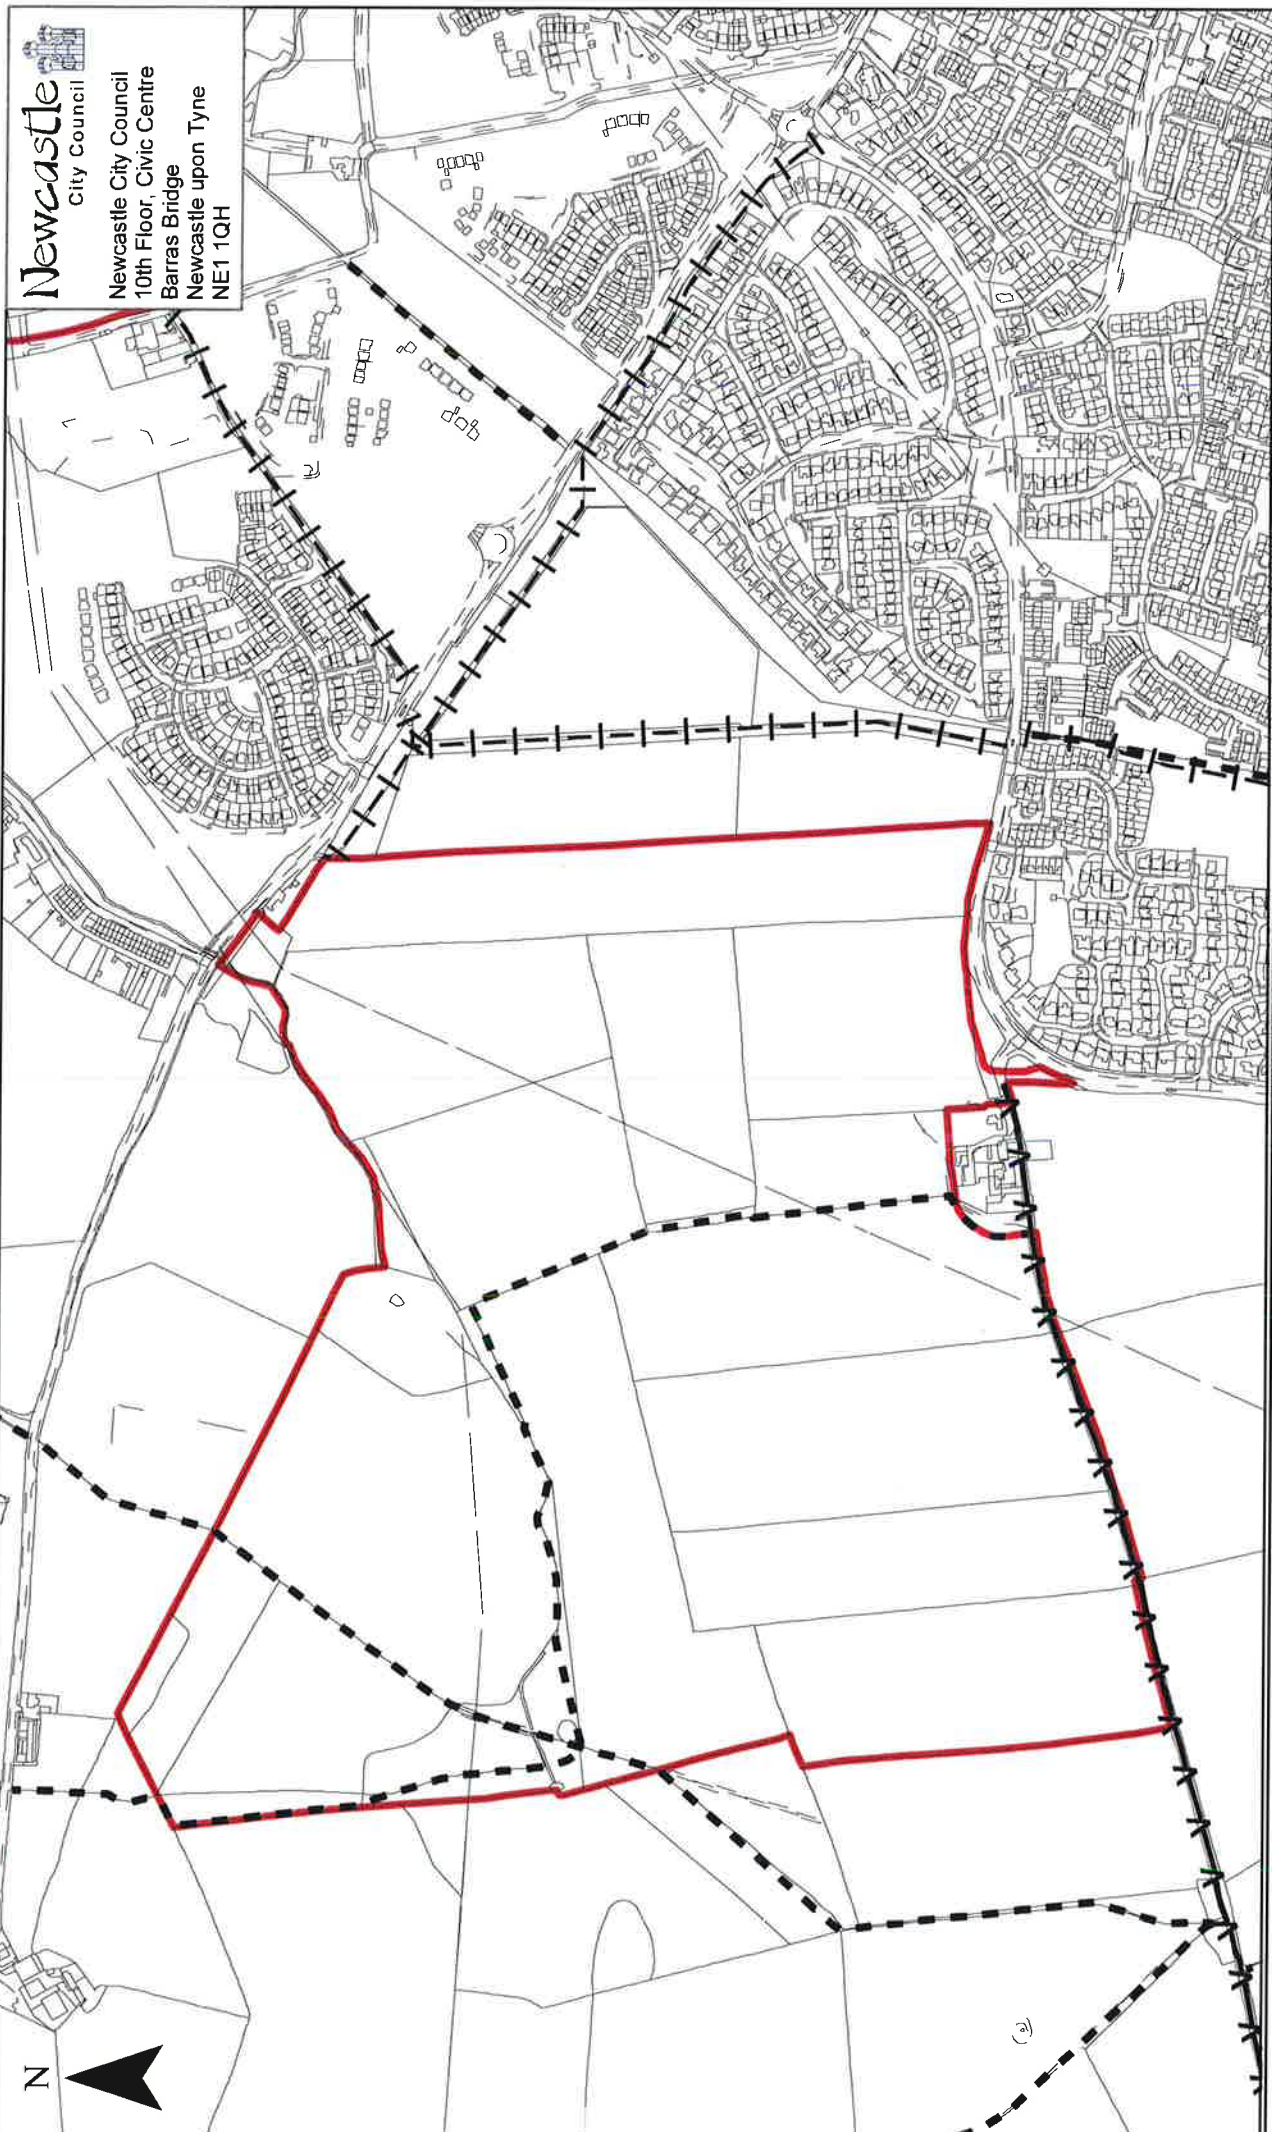 Newcastle
City Council
Newcastle City Council
10th Floor, Civic Centre
Barras Bridge
Newcastle upon Tyne
NE1 1QH
N